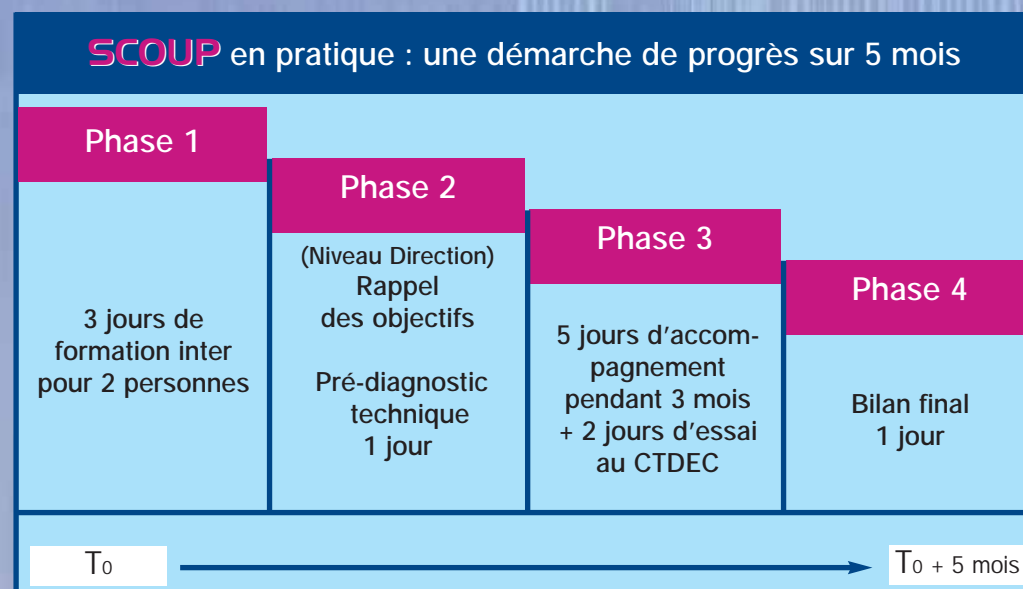 SCOUP en pratique : une démarche de progrès sur 5 mois
Phase 1
3 jours de
formation inter
pour 2 personnes
Phase 2
(Niveau Direction)
Rappel
des objectifs
Pré-diagnostic
technique
1 jour
Phase 3
5 jours d'accom-
pagnement
pendant 3 mois
+ 2 jours d'essai
au CTDEC
Phase 4
Bilan final
1 jour
T0
T0 + 5 mois